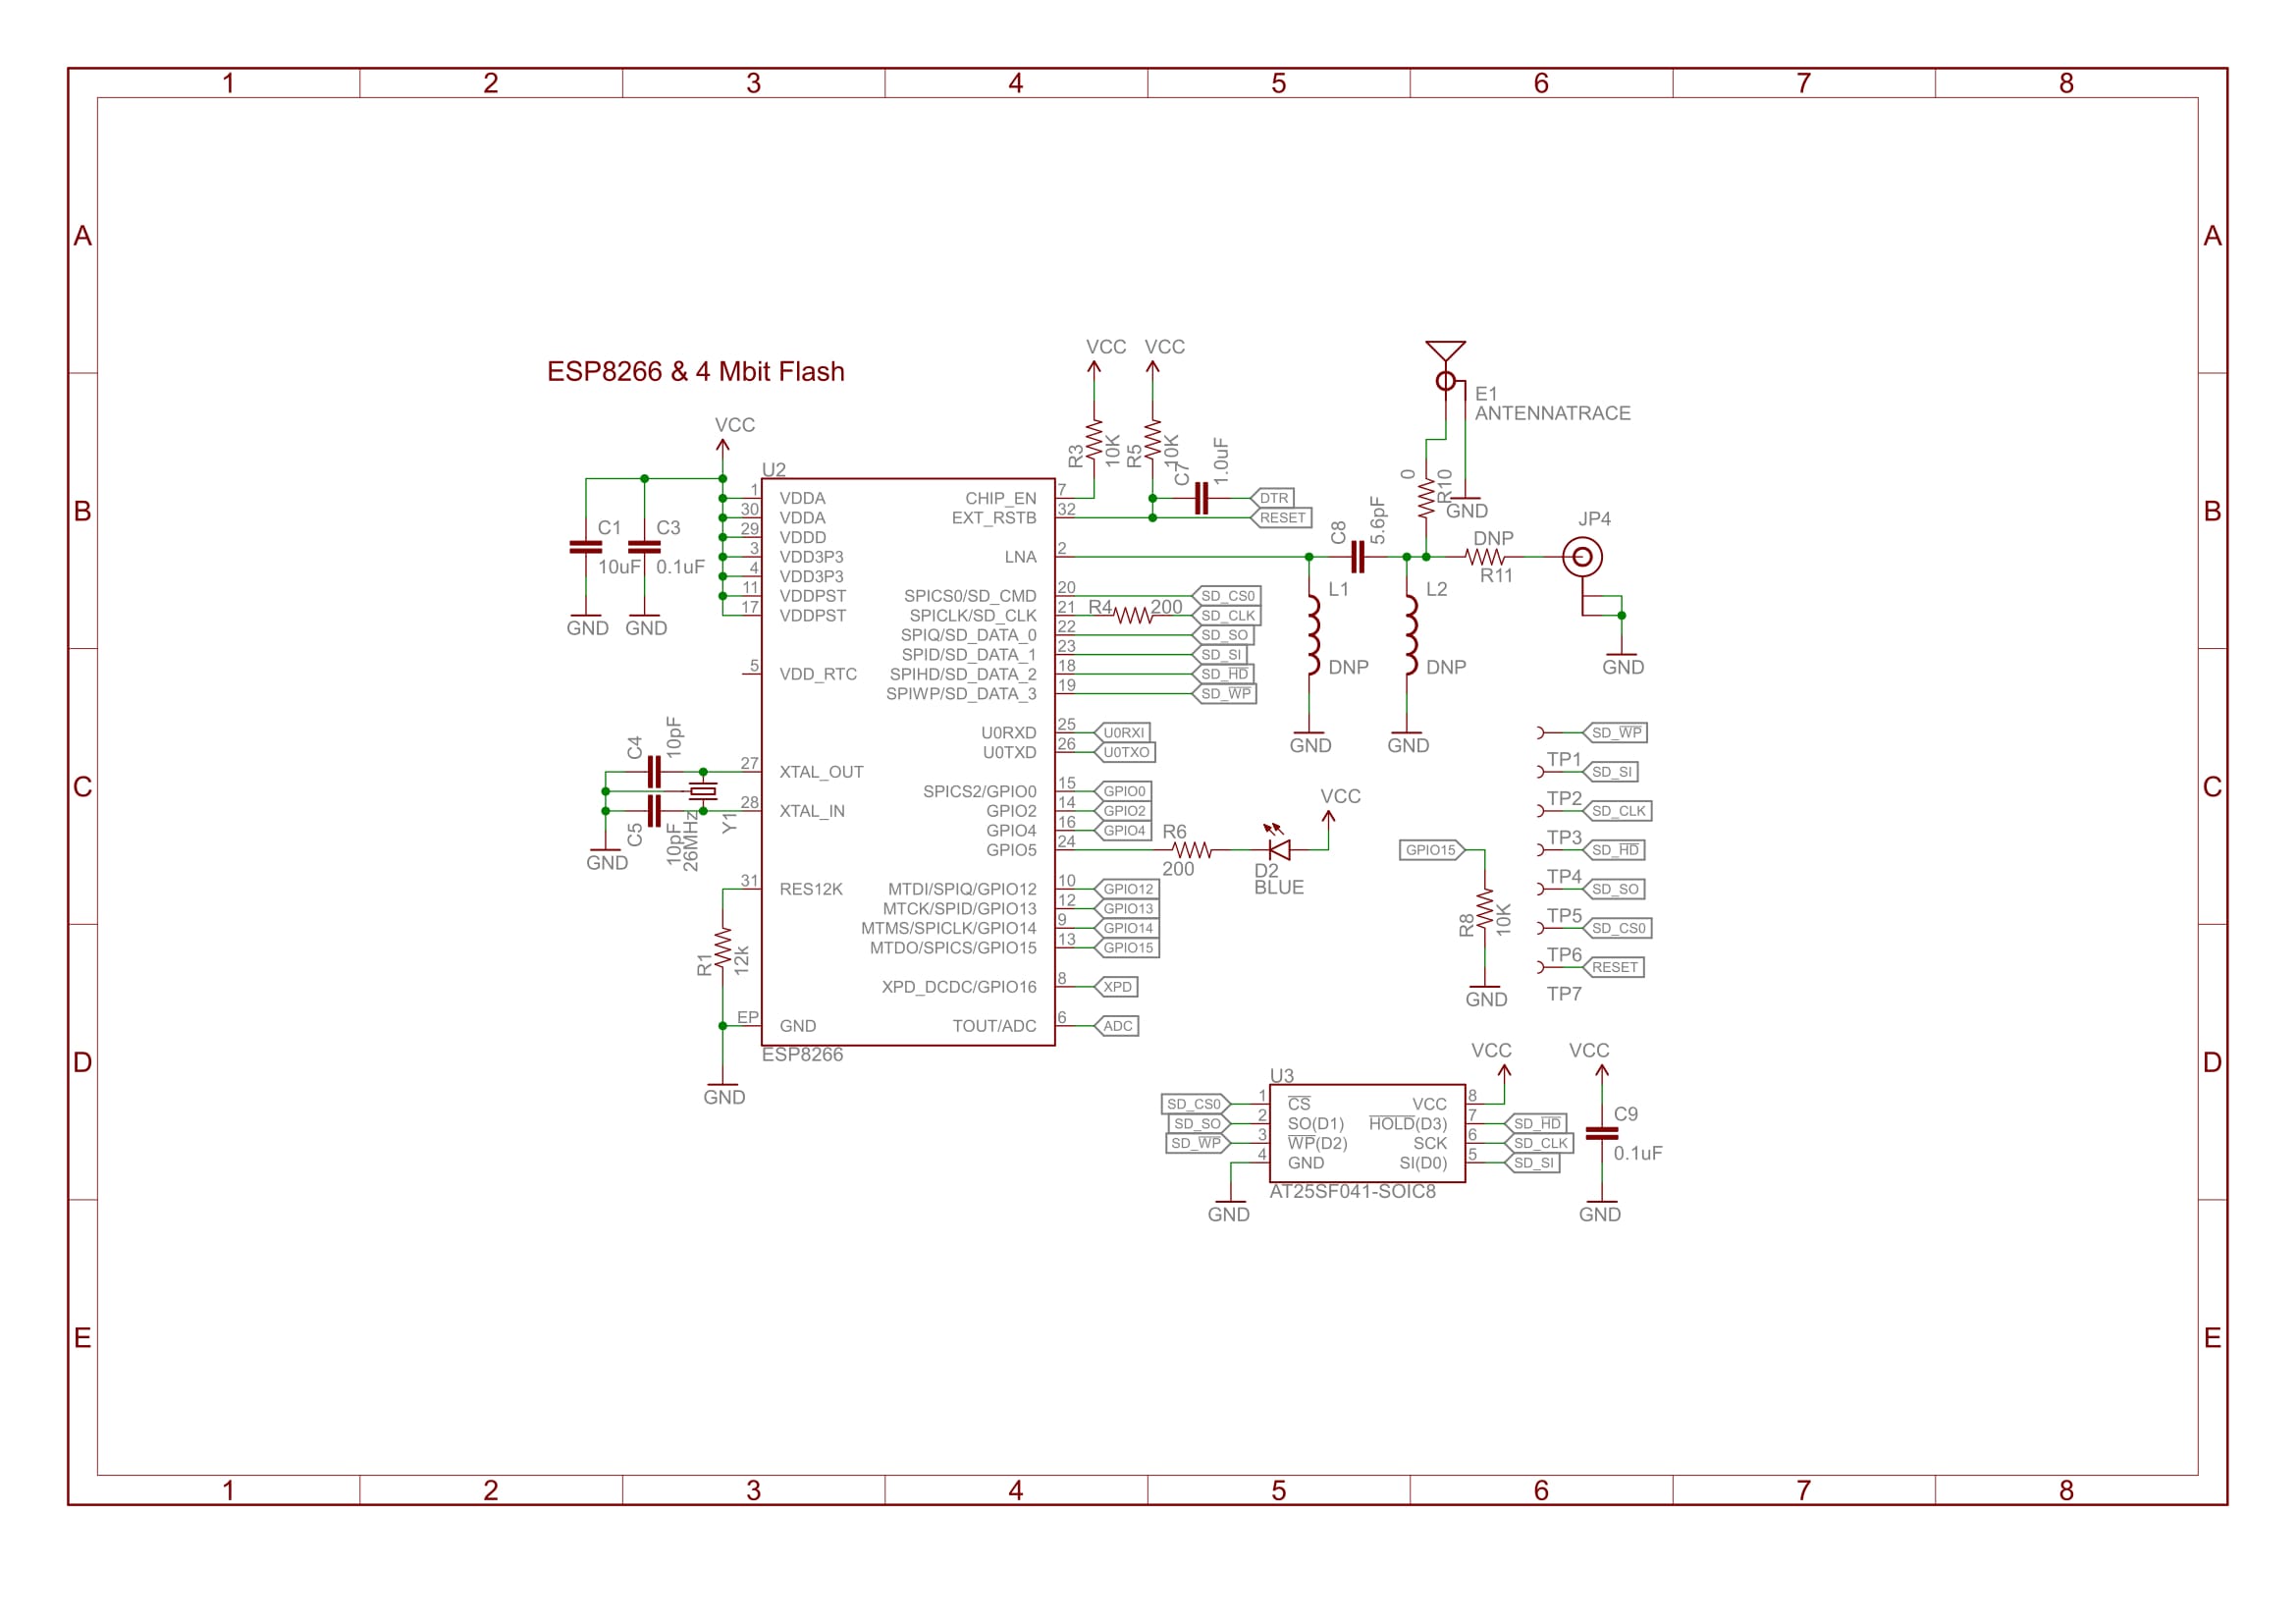 1 2 3 4 5 6 7 8
A A
B B
C C
D D
E E
ESP8266 & 4 Mbit Flash
VCC
C1
10uF
GND
C3
0.1uF
GND
U2
1 VDDA
30 VDDA
29 VDDD
3 VDD3P3
4 VDD3P3
11 VDDPST
17 VDDPST
5 VDD_RTC
27 XTAL_OUT
28 XTAL_IN
31 RES12K
EP GND
ESP8266
C4
10pF
C5
10pF
26MHz
Y1
GND
R1
12k
GND
CHIP_EN 7
EXT_RSTB 32
LNA 2
SPICS0/SD_CMD 20 SD_CS0
SPICLK/SD_CLK 21 R4 200 SD_CLK
SPIQ/SD_DATA_0 22 SD_SO
SPID/SD_DATA_1 23 SD_SI
SPIHD/SD_DATA_2 18 SD_HD
SPIWP/SD_DATA_3 19 SD_WP
U0RXD 25 U0RXI
U0TXD 26 U0TXO
SPICS2/GPIO0 15 GPIO0
GPIO2 14 GPIO2
GPIO4 16 GPIO4
GPIO5 24
MTDI/SPIQ/GPIO12 10 GPIO12
MTCK/SPID/GPIO13 12 GPIO13
MTMS/SPICLK/GPIO14 9 GPIO14
MTDO/SPICS/GPIO15 13 GPIO15
XPD_DCDC/GPIO16 8 XPD
TOUT/ADC 6 ADC
VCC VCC
R3
10K
R5
10K
C7
1.0uF
DTR
RESET
R6
200
D2
BLUE
VCC
E1
ANTENNATRACE
0
R10
GND
C8
5.6pF
DNP
R11
JP4
GND
L1
DNP
GND
L2
DNP
GND
GPIO15
R8
10K
GND
SD_WP
TP1
SD_SI
TP2
SD_CLK
TP3
SD_HD
TP4
SD_SO
TP5
SD_CS0
TP6
RESET
TP7
U3
SD_CS0 1 CS
SD_SO 2 SO(D1)
SD_WP 3 WP(D2)
4 GND
VCC 8
HOLD(D3) 7 SD_HD
SCK 6 SD_CLK
SI(D0) 5 SD_SI
AT25SF041-SOIC8
GND
VCC
VCC
C9
0.1uF
GND
1 2 3 4 5 6 7 8